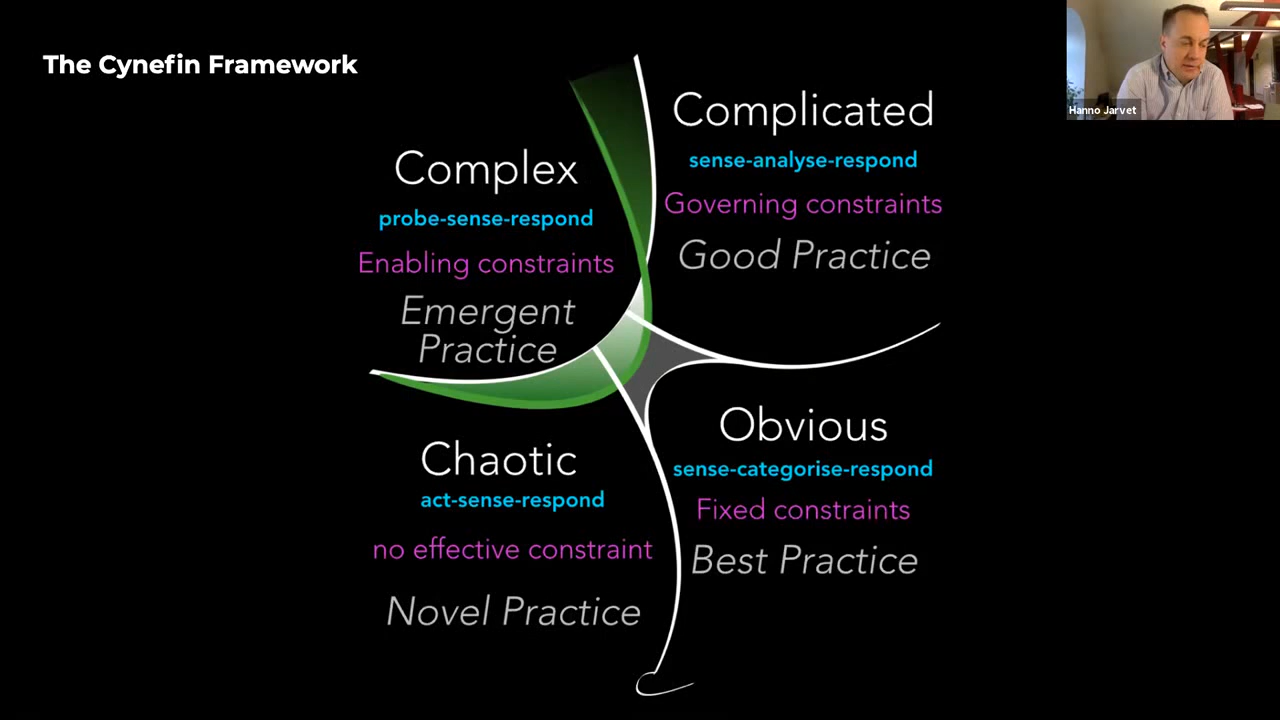 The Cynefin Framework
Hanno Jarvet
Complex
probe-sense-respond
Enabling constraints
Emergent
Practice
Complicated
sense-analyse-respond
Governing constraints
Good Practice
Chaotic
act-sense-respond
no effective constraint
Novel Practice
Obvious
sense-categorise-respond
Fixed constraints
Best Practice